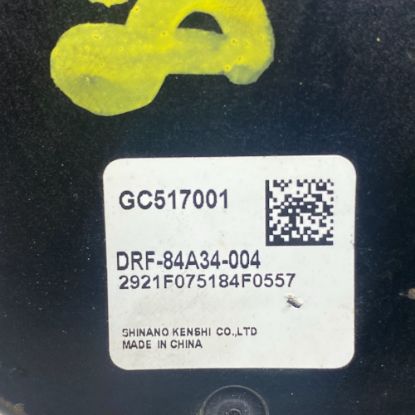 GC517001
DRF-84A34-004
2921F075184F0557
SHINANO KENSHI CO.,LTD
MADE IN CHINA